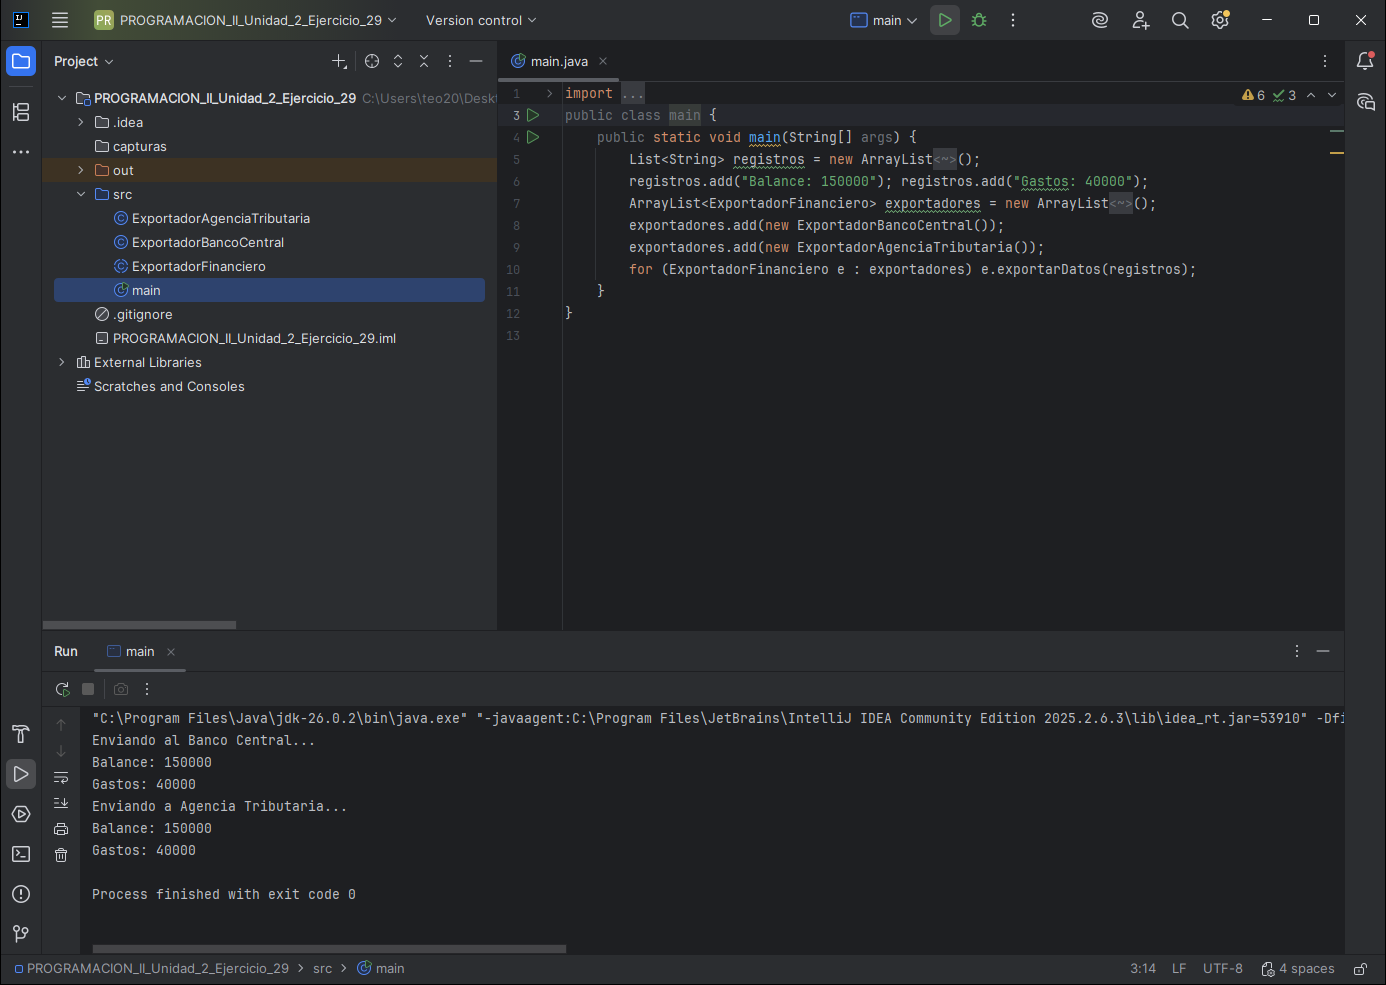 IJ
PR PROGRAMACION_II_Unidad_2_Ejercicio_29 Version control main
Project
main.java
PROGRAMACION_II_Unidad_2_Ejercicio_29 C:\Users\teo20\Deskt
.idea
capturas
out
src
ExportadorAgenciaTributaria
ExportadorBancoCentral
ExportadorFinanciero
main
.gitignore
PROGRAMACION_II_Unidad_2_Ejercicio_29.iml
External Libraries
Scratches and Consoles
6 3
1 import ...
3 public class main {
4 public static void main(String[] args) {
5 List<String> registros = new ArrayList<~>();
6 registros.add("Balance: 150000"); registros.add("Gastos: 40000");
7 ArrayList<ExportadorFinanciero> exportadores = new ArrayList<~>();
8 exportadores.add(new ExportadorBancoCentral());
9 exportadores.add(new ExportadorAgenciaTributaria());
10 for (ExportadorFinanciero e : exportadores) e.exportarDatos(registros);
11 }
12 }
13
Run main
"C:\Program Files\Java\jdk-26.0.2\bin\java.exe" "-javaagent:C:\Program Files\JetBrains\IntelliJ IDEA Community Edition 2025.2.6.3\lib\idea_rt.jar=53910" -Dfi
Enviando al Banco Central...
Balance: 150000
Gastos: 40000
Enviando a Agencia Tributaria...
Balance: 150000
Gastos: 40000
Process finished with exit code 0
PROGRAMACION_II_Unidad_2_Ejercicio_29 > src > main
3:14 LF UTF-8 4 spaces